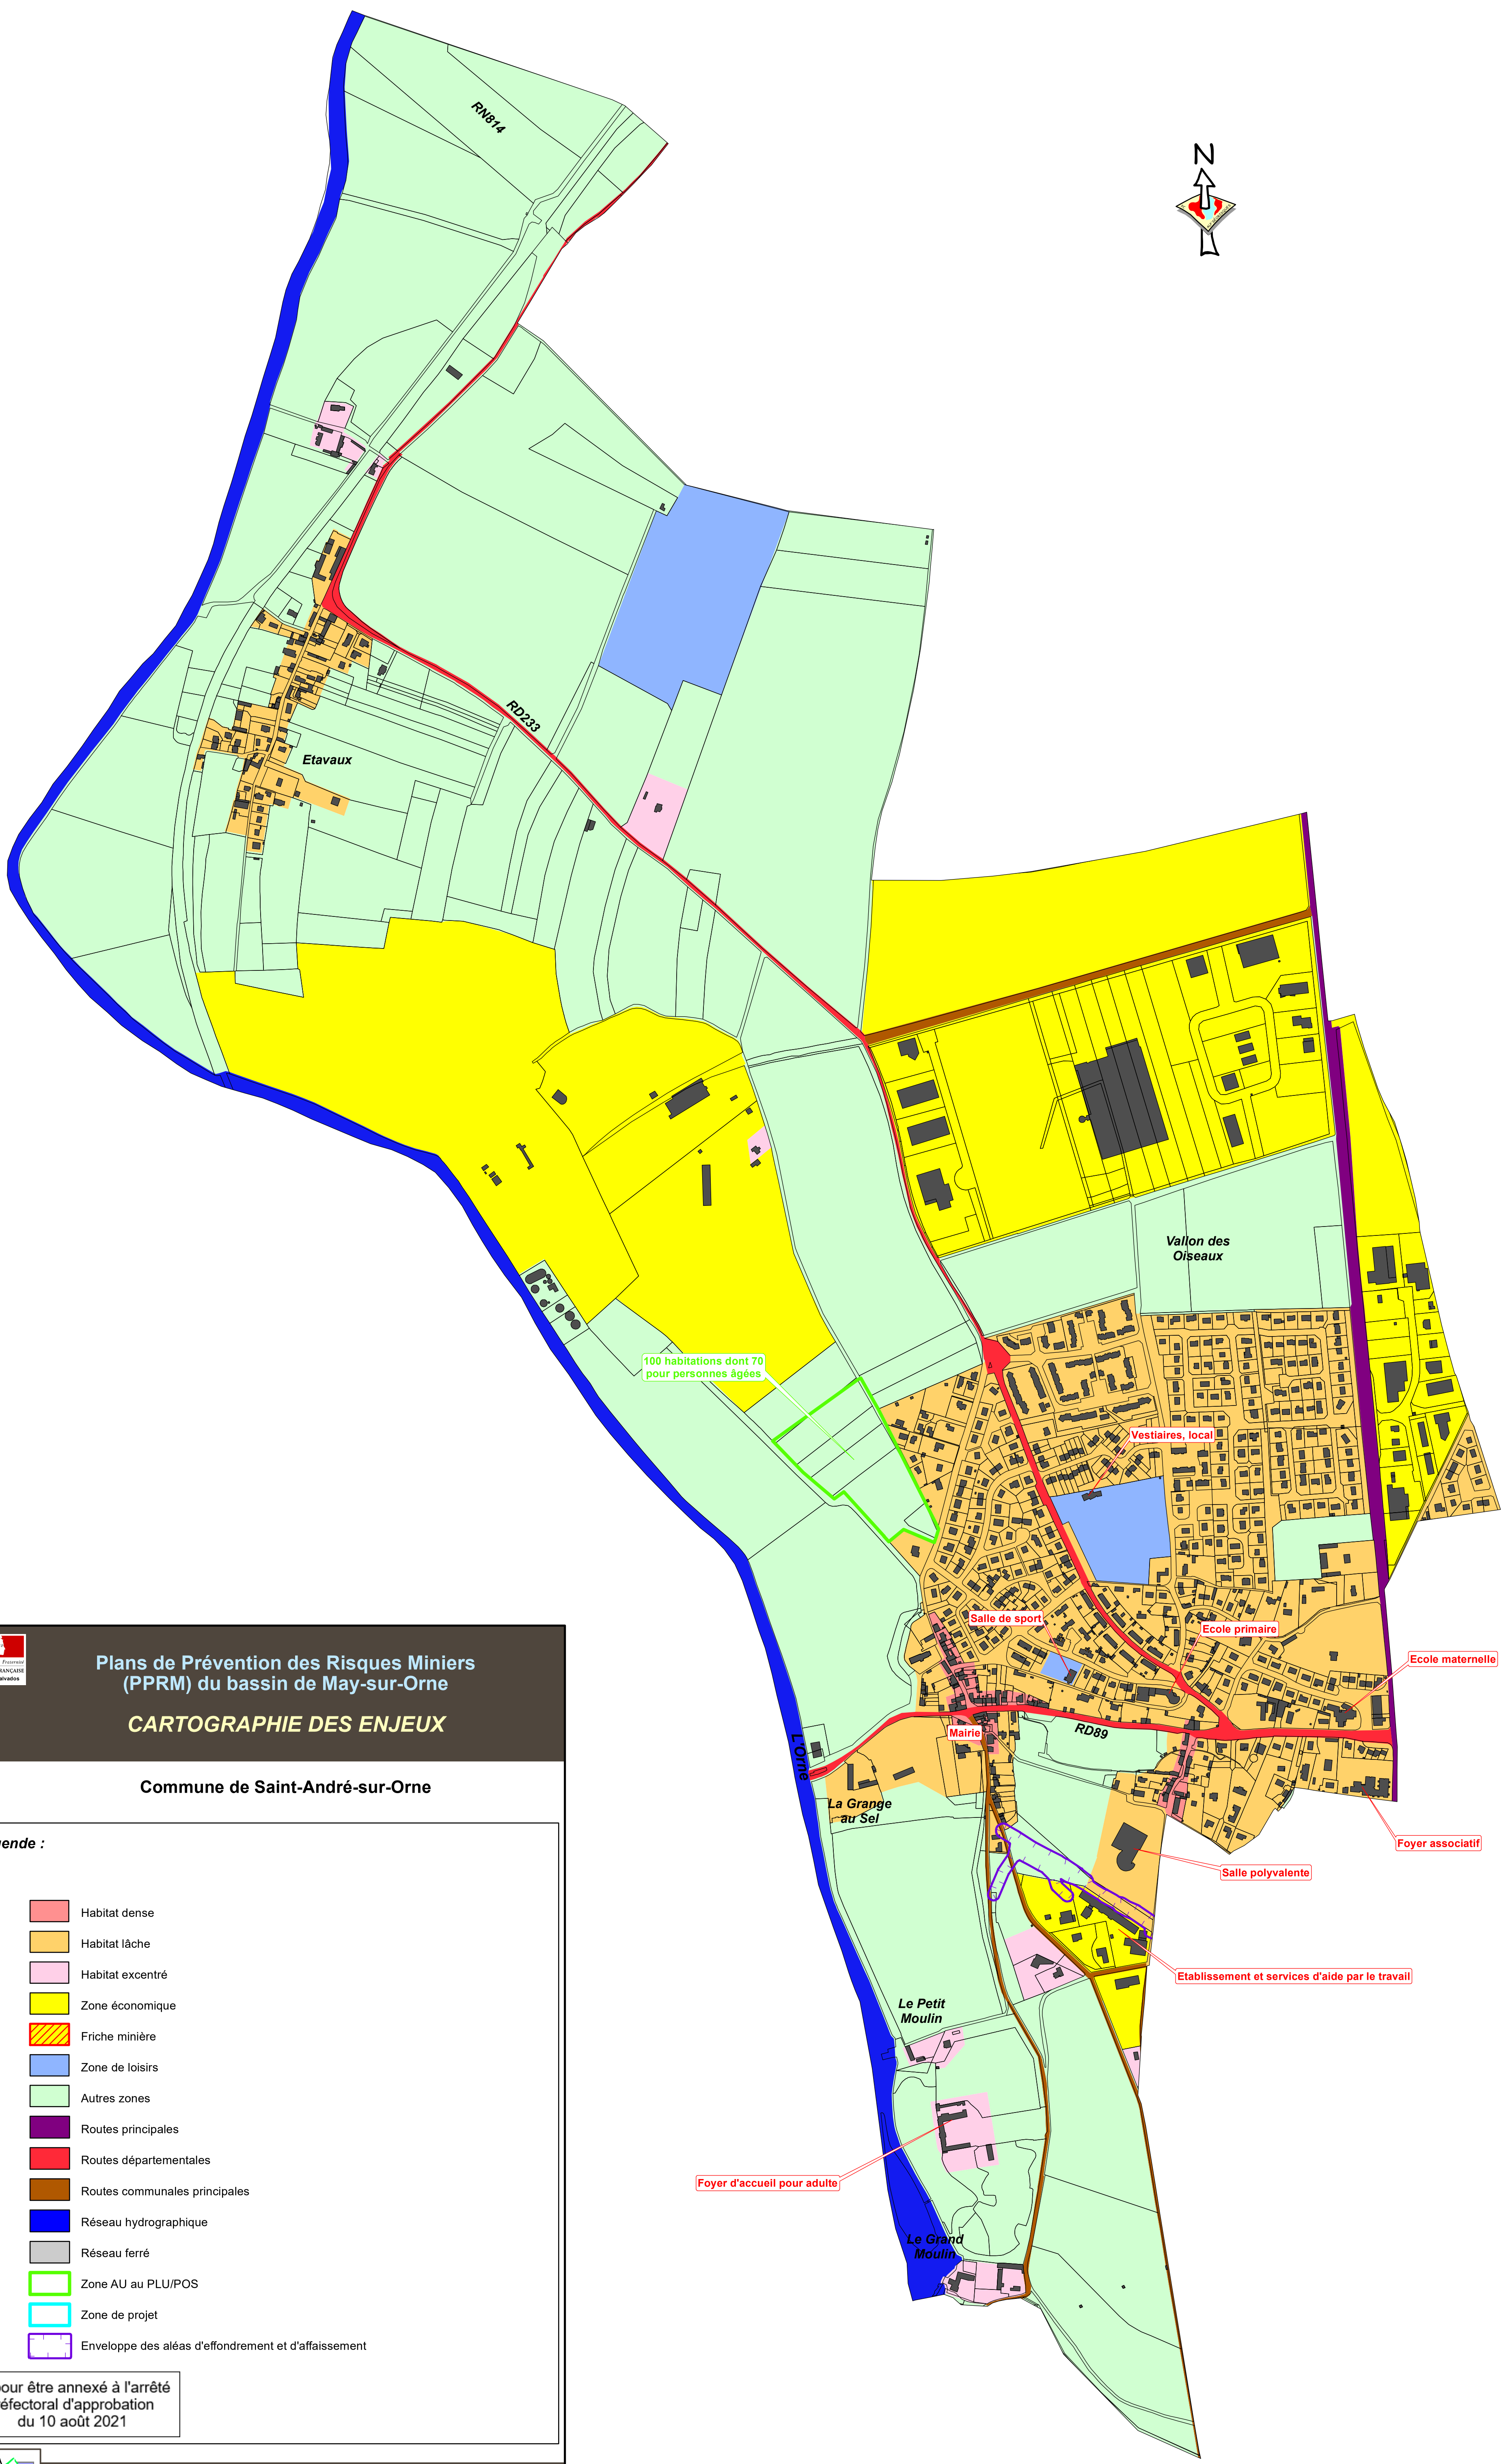 RN814
N
RD233
Etavaux
Vallon des
Oiseaux
100 habitations dont 70
pour personnes âgées
Vestiaires, local
Salle de sport
Ecole primaire
Ecole maternelle
Mairie
RD89
L'Orne
La Grange
au Sel
Foyer associatif
Salle polyvalente
Etablissement et services d'aide par le travail
Le Petit
Moulin
Foyer d'accueil pour adulte
Le Grand
Moulin
Fraternité
RANÇAISE
lvados
Plans de Prévention des Risques Miniers
(PPRM) du bassin de May-sur-Orne
CARTOGRAPHIE DES ENJEUX
Commune de Saint-André-sur-Orne
gende :
Habitat dense
Habitat lâche
Habitat excentré
Zone économique
Friche minière
Zone de loisirs
Autres zones
Routes principales
Routes départementales
Routes communales principales
Réseau hydrographique
Réseau ferré
Zone AU au PLU/POS
Zone de projet
Enveloppe des aléas d'effondrement et d'affaissement
our être annexé à l'arrêté
éfectoral d'approbation
du 10 août 2021